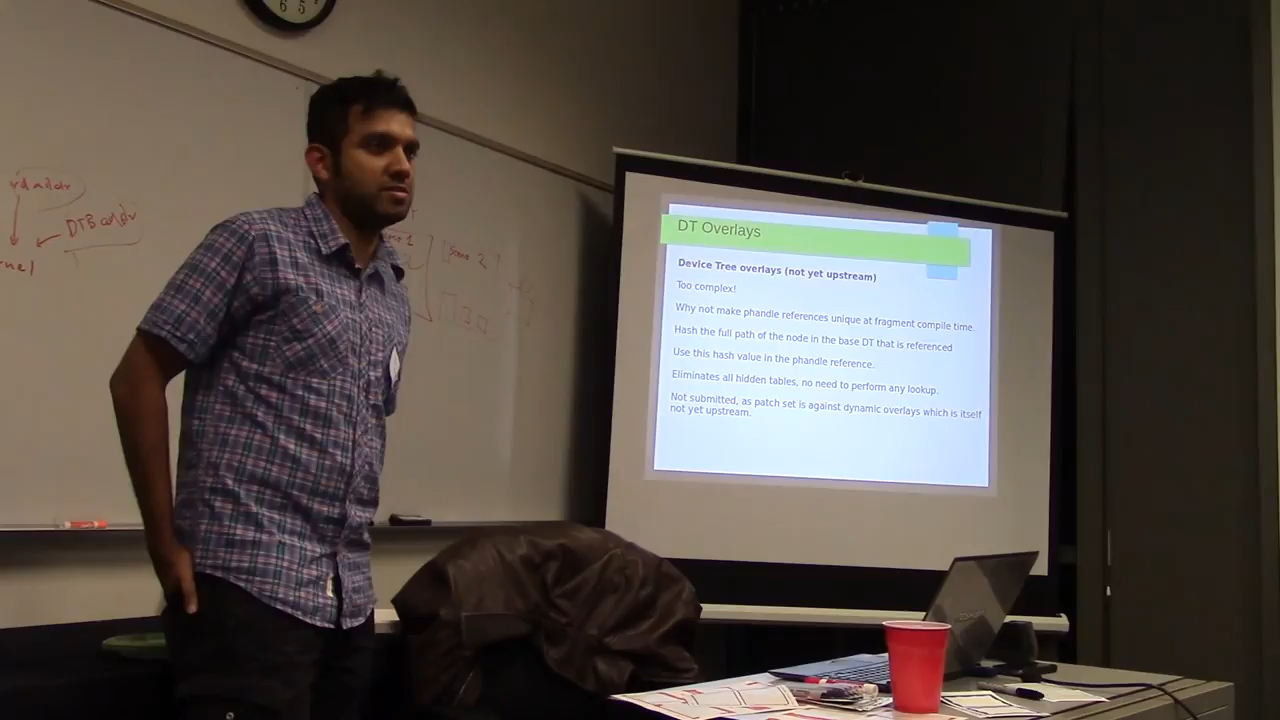 6 5
DTB addr
DT Overlays
Device Tree overlays (not yet upstream)
Too complex!
Why not make phandle references unique at fragment compile time.
Hash the full path of the node in the base DT that is referenced
Use this hash value in the phandle reference.
Eliminates all hidden tables, no need to perform any lookup.
Not submitted, as patch set is against dynamic overlays which is itself
not yet upstream.